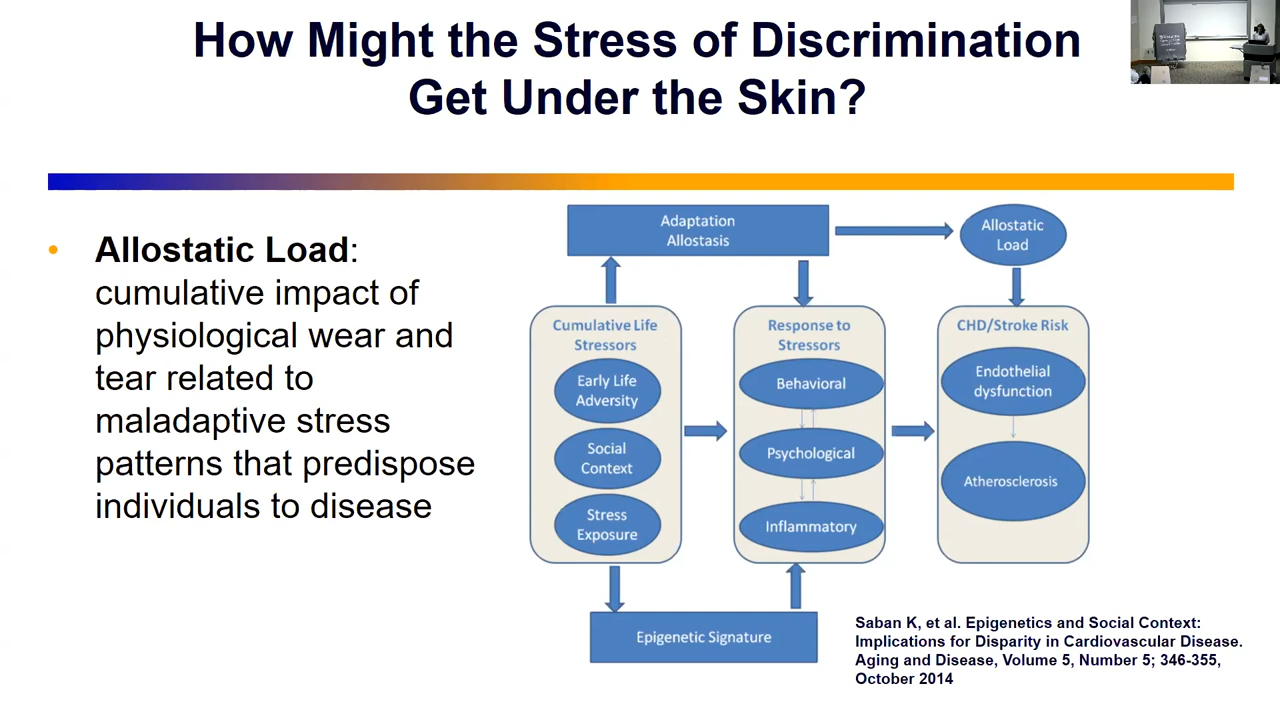 How Might the Stress of Discrimination
Get Under the Skin?
• Allostatic Load:
cumulative impact of
physiological wear and
tear related to
maladaptive stress
patterns that predispose
individuals to disease
Adaptation
Allostasis
Allostatic
Load
Cumulative Life
Stressors
Early Life
Adversity
Social
Context
Stress
Exposure
Response to
Stressors
Behavioral
Psychological
Inflammatory
CHD/Stroke Risk
Endothelial
dysfunction
Atherosclerosis
Epigenetic Signature
Saban K, et al. Epigenetics and Social Context:
Implications for Disparity in Cardiovascular Disease.
Aging and Disease, Volume 5, Number 5; 346-355,
October 2014